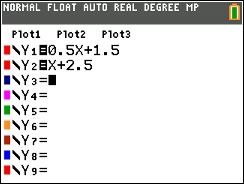 NORMAL FLOAT AUTO REAL DEGREE MP
Plot1 Plot2 Plot3
\Y₁=0.5X+1.5
\Y₂=X+2.5
\Y₃=
\Y₄=
\Y₅=
\Y₆=
\Y₇=
\Y₈=
\Y₉=